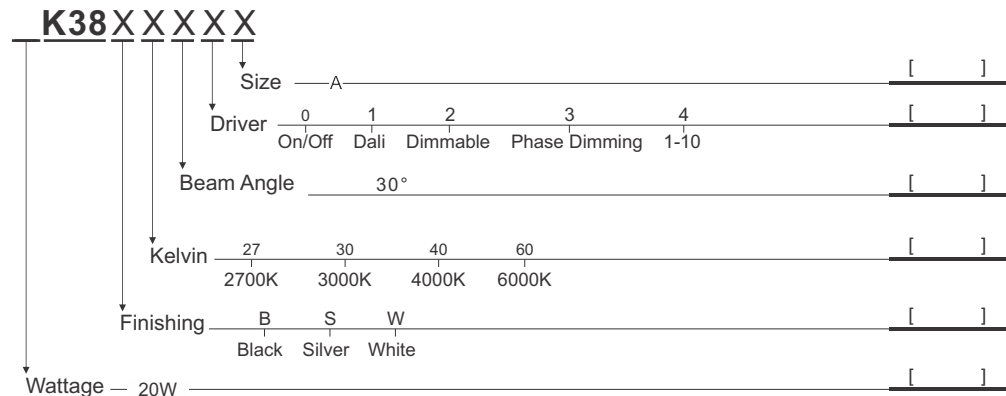 K38XXXXX
Size A [ ]
Driver 0 1 2 3 4 [ ]
On/Off Dali Dimmable Phase Dimming 1-10
Beam Angle 30° [ ]
Kelvin 27 30 40 60 [ ]
2700K 3000K 4000K 6000K
Finishing B S W [ ]
Black Silver White
Wattage 20W [ ]